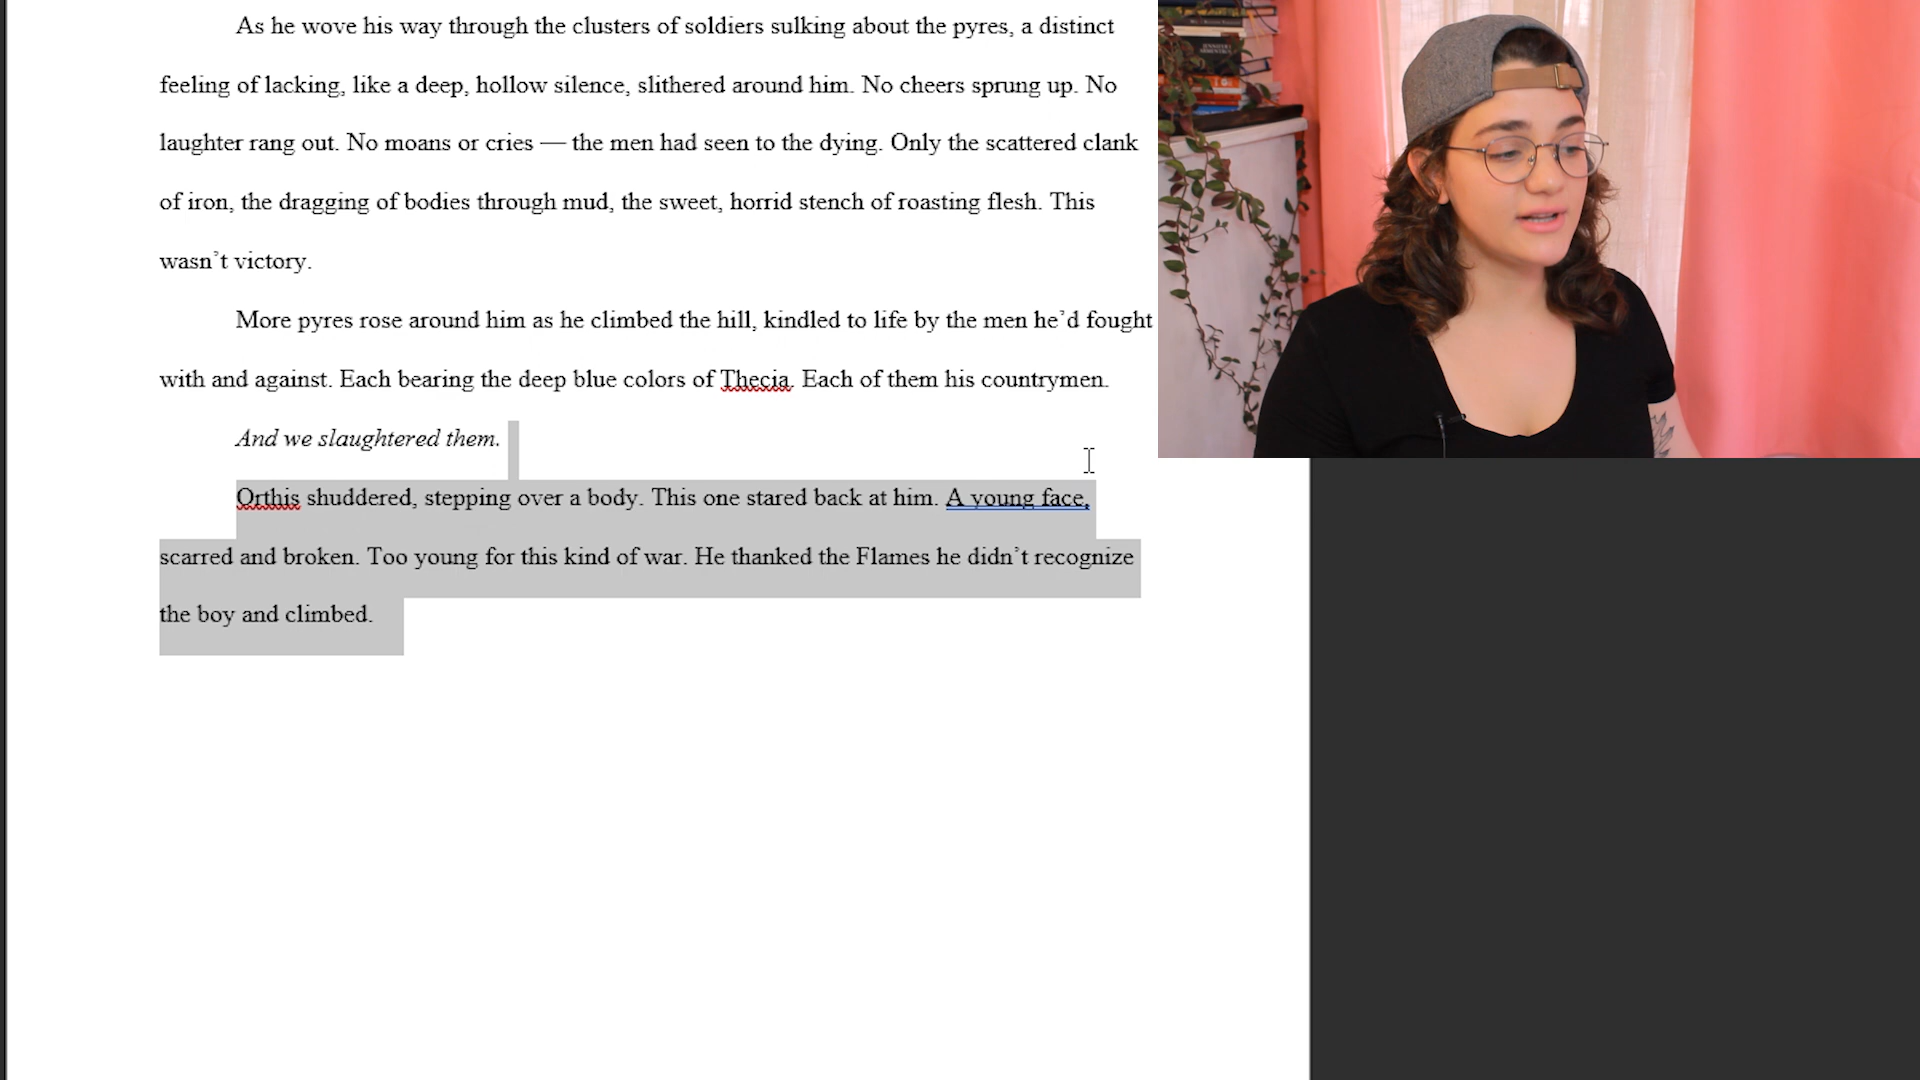 As he wove his way through the clusters of soldiers sulking about the pyres, a distinct
feeling of lacking, like a deep, hollow silence, slithered around him. No cheers sprung up. No
laughter rang out. No moans or cries — the men had seen to the dying. Only the scattered clank
of iron, the dragging of bodies through mud, the sweet, horrid stench of roasting flesh. This
wasn’t victory.
More pyres rose around him as he climbed the hill, kindled to life by the men he’d fought
with and against. Each bearing the deep blue colors of Thecia. Each of them his countrymen.
And we slaughtered them.
Orthis shuddered, stepping over a body. This one stared back at him. A young face,
scarred and broken. Too young for this kind of war. He thanked the Flames he didn’t recognize
the boy and climbed.